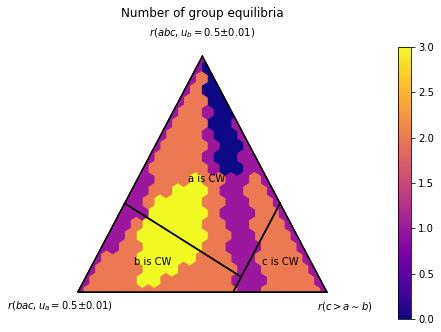 Number of group equilibria
r(abc, u_b = 0.5±0.01)
3.0
2.5
2.0
a is CW
1.5
1.0
b is CW
c is CW
0.5
0.0
r(bac, u_a = 0.5±0.01)
r(c > a ∼ b)